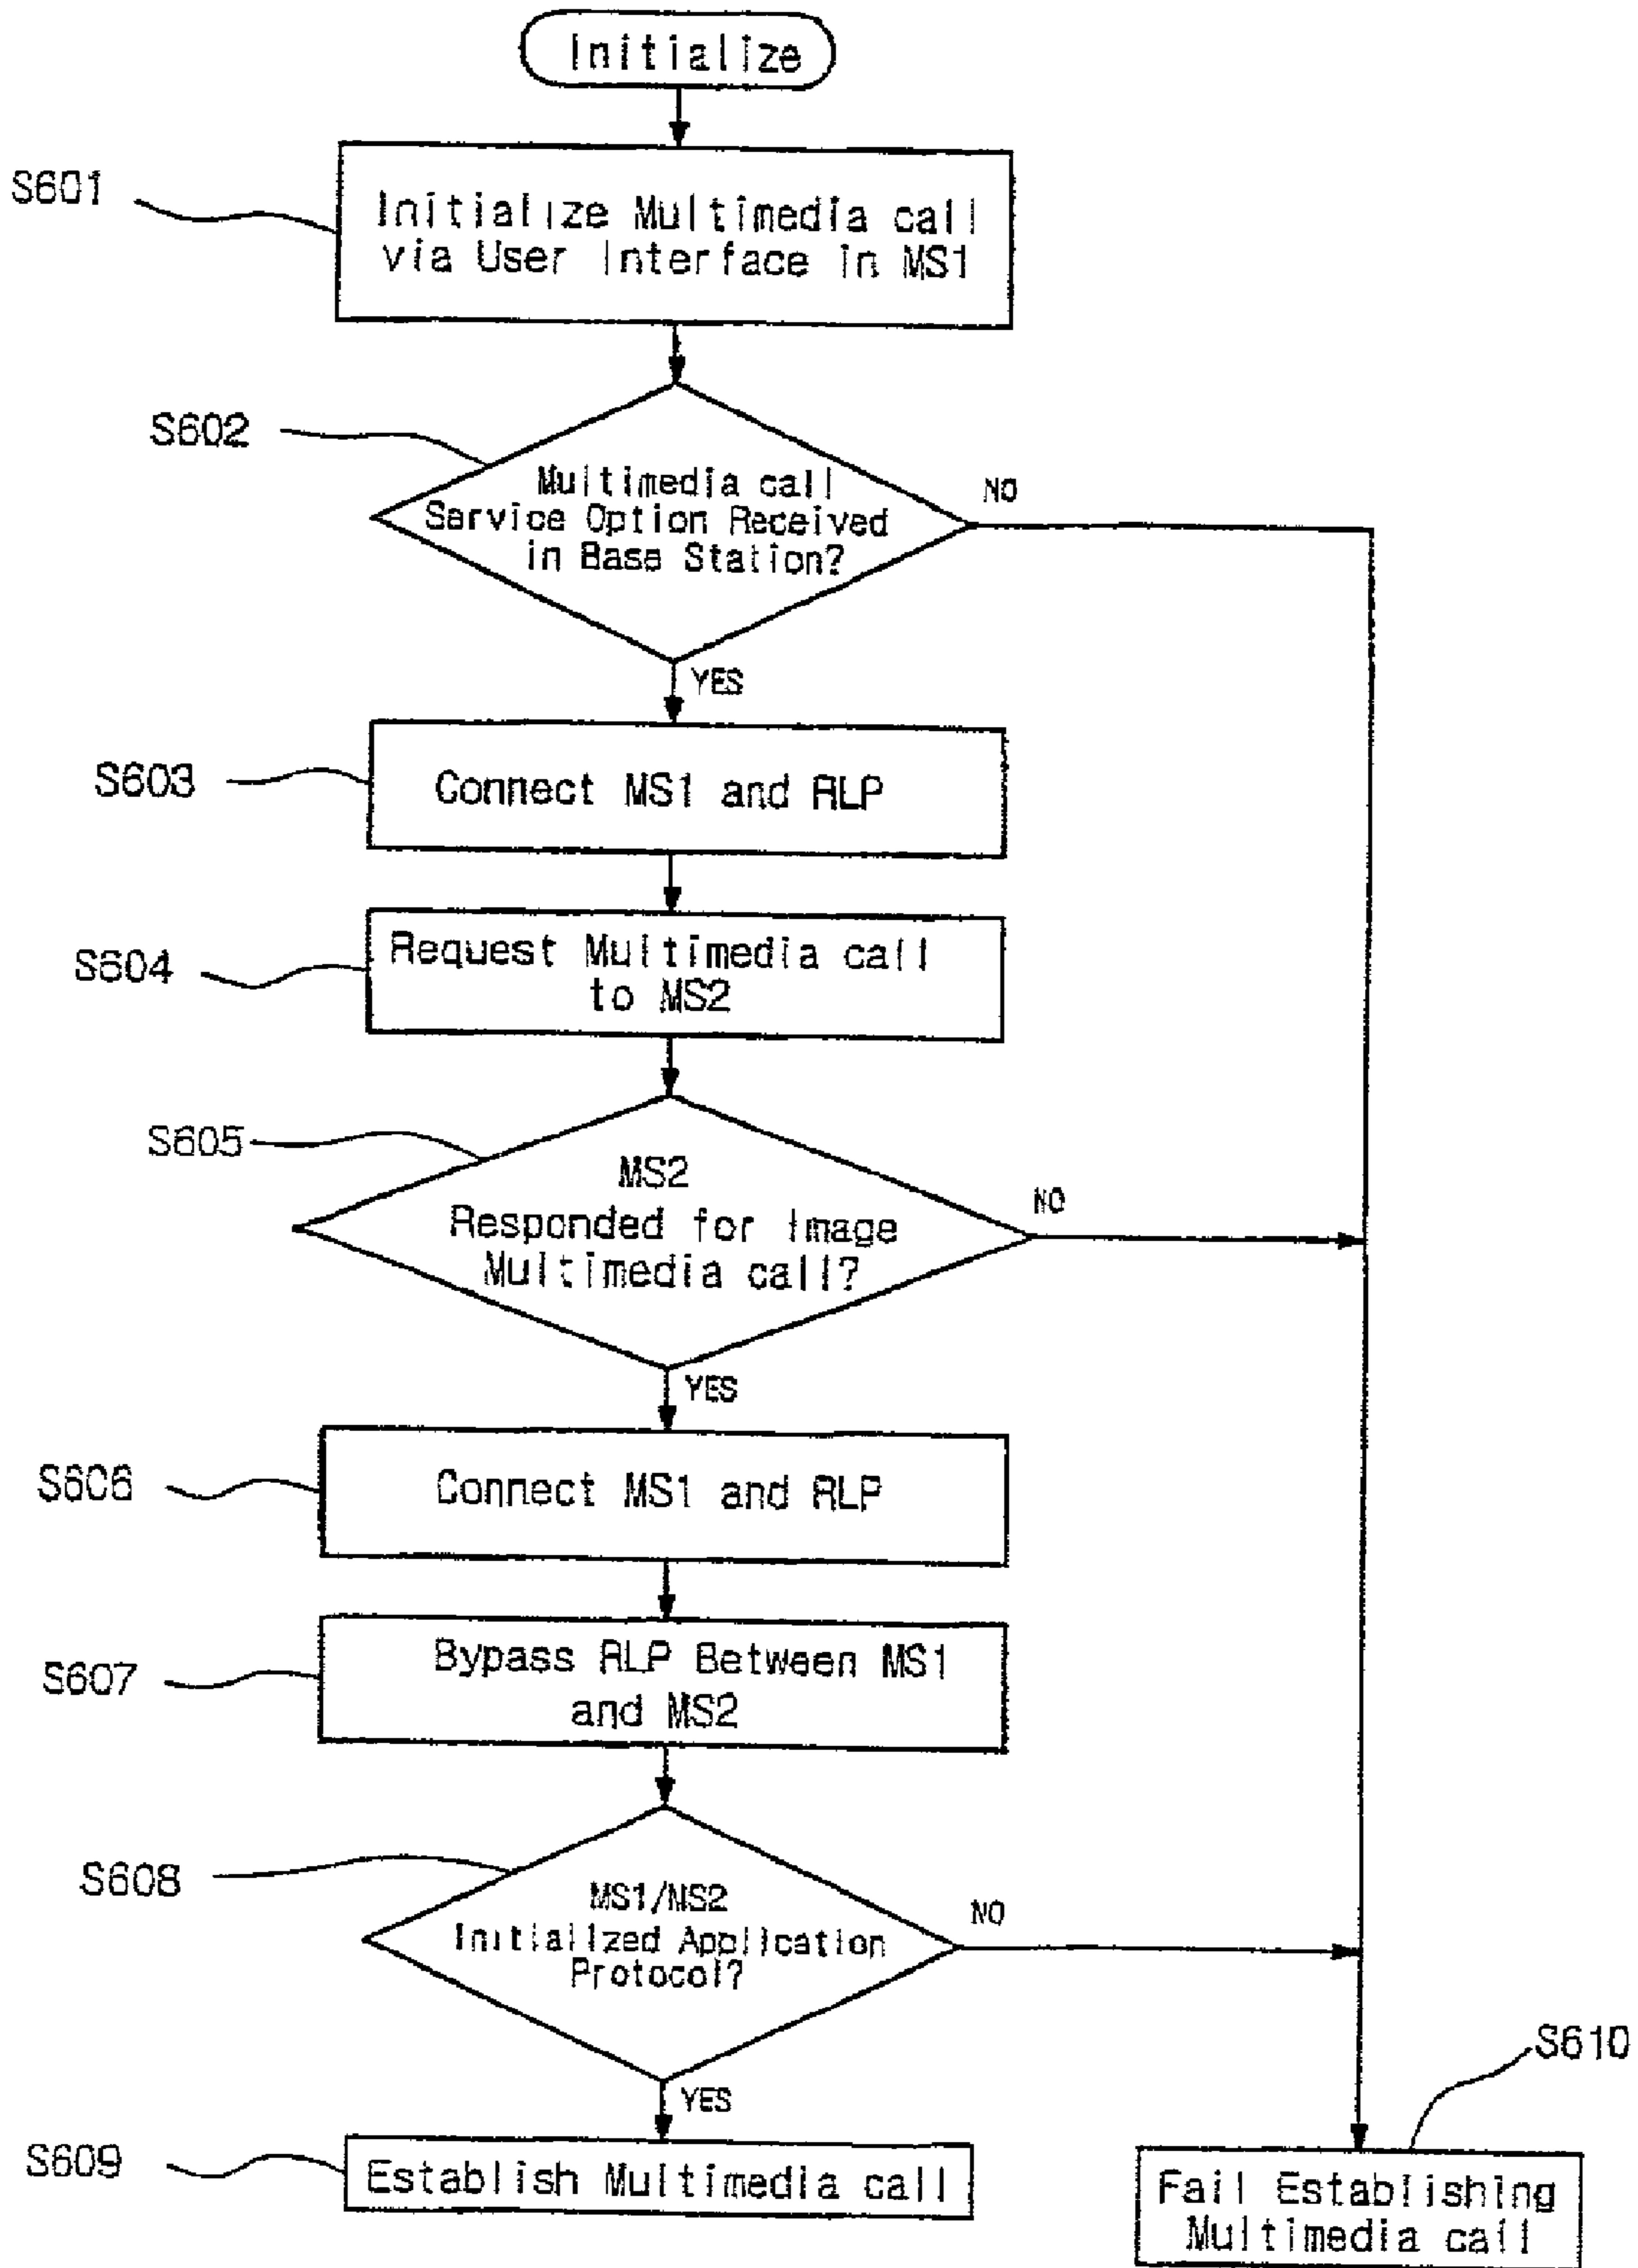 Initialize
S601
Initialize Multimedia call
via User Interface in MS1
S602
Multimedia call
Service Option Received
in Base Station?
NO
YES
S603
Connect MS1 and RLP
S604
Request Multimedia call
to MS2
S605
MS2
Responded for Image
Multimedia call?
NO
YES
S606
Connect MS1 and RLP
S607
Bypass RLP Between MS1
and MS2
S608
MS1/MS2
Initialized Application
Protocol?
NO
YES
S609
Establish Multimedia call
S610
Fail Establishing
Multimedia call